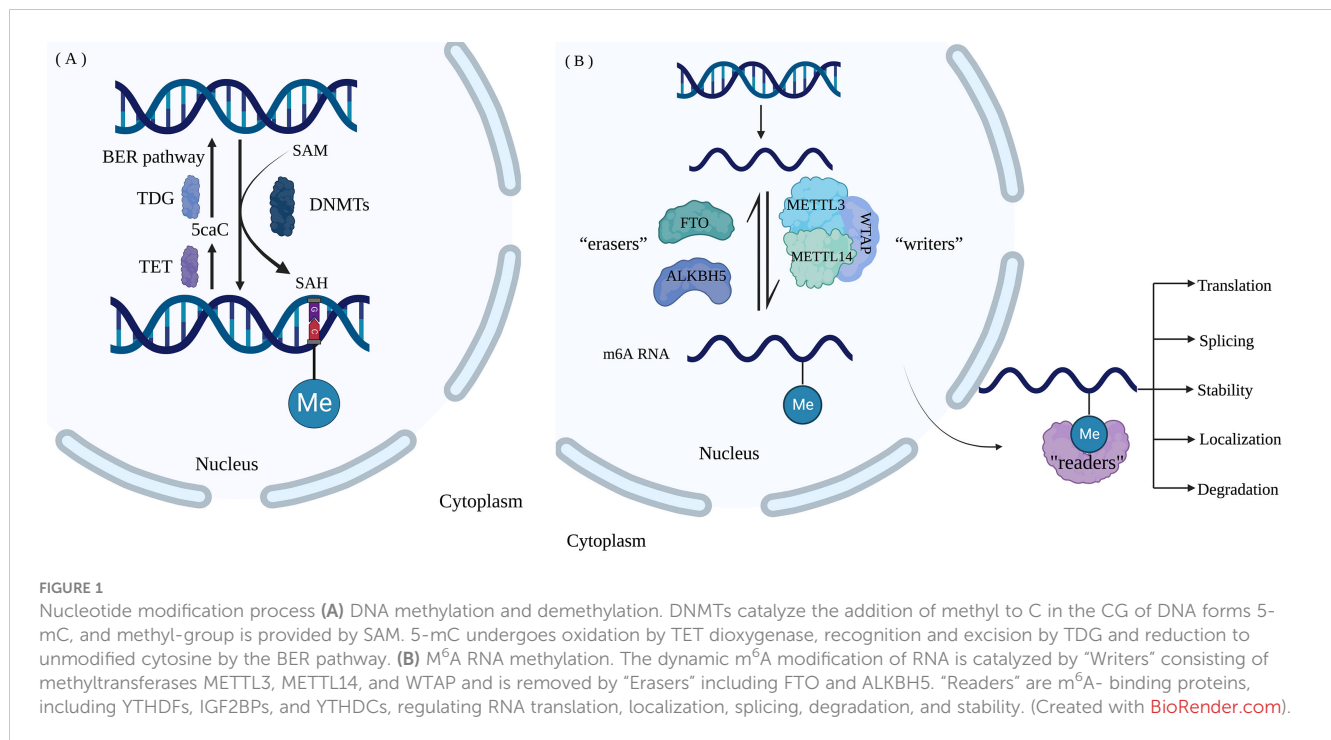 ( A )
BER pathway
SAM
TDG
DNMTs
5caC
TET
SAH
G
C
Me
Nucleus
Cytoplasm
( B )
METTL3
FTO
WTAP
"erasers"
"writers"
METTL14
ALKBH5
m6A RNA
Me
Nucleus
Cytoplasm
Translation
Splicing
Stability
Me
Localization
"readers"
Degradation
FIGURE 1
Nucleotide modification process (A) DNA methylation and demethylation. DNMTs catalyze the addition of methyl to C in the CG of DNA forms 5-
mC, and methyl-group is provided by SAM. 5-mC undergoes oxidation by TET dioxygenase, recognition and excision by TDG and reduction to
unmodified cytosine by the BER pathway. (B) M⁶A RNA methylation. The dynamic m⁶A modification of RNA is catalyzed by “Writers” consisting of
methyltransferases METTL3, METTL14, and WTAP and is removed by “Erasers” including FTO and ALKBH5. “Readers” are m⁶A- binding proteins,
including YTHDFs, IGF2BPs, and YTHDCs, regulating RNA translation, localization, splicing, degradation, and stability. (Created with BioRender.com).